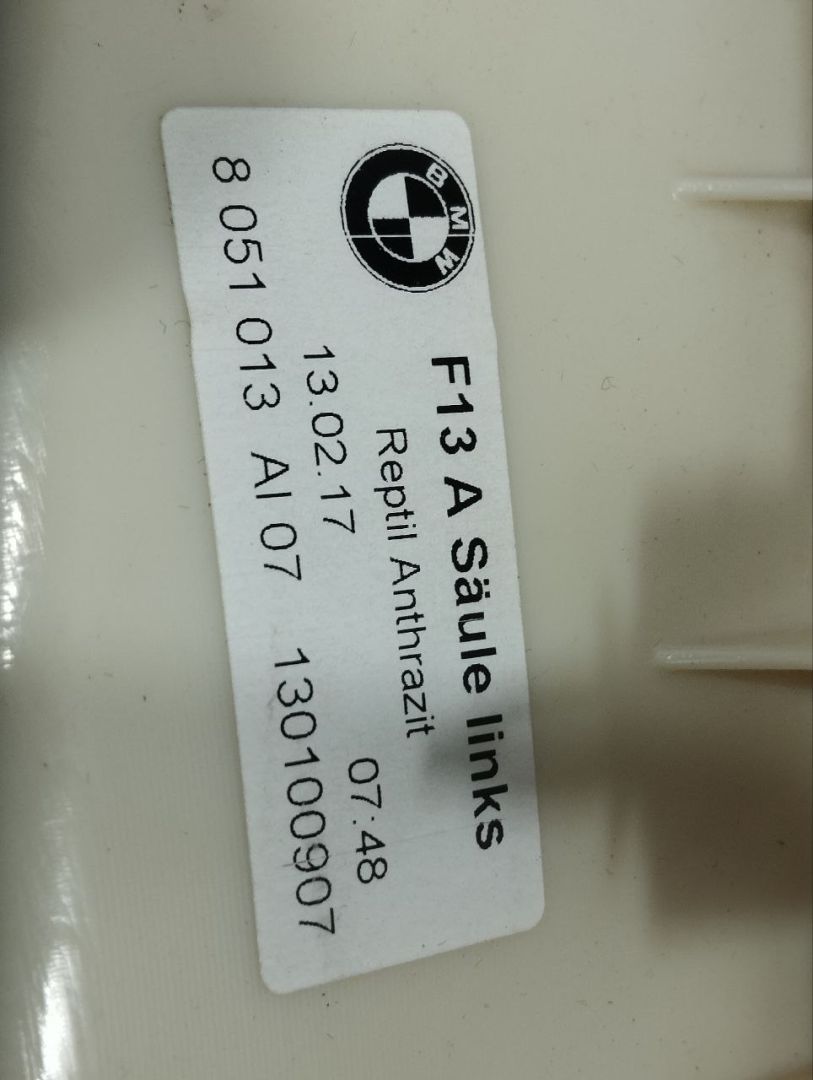 BMW
F13 A Säule links
Reptil Anthrazit
13.02.17 07:48
8 051 013 AI 07 130100907